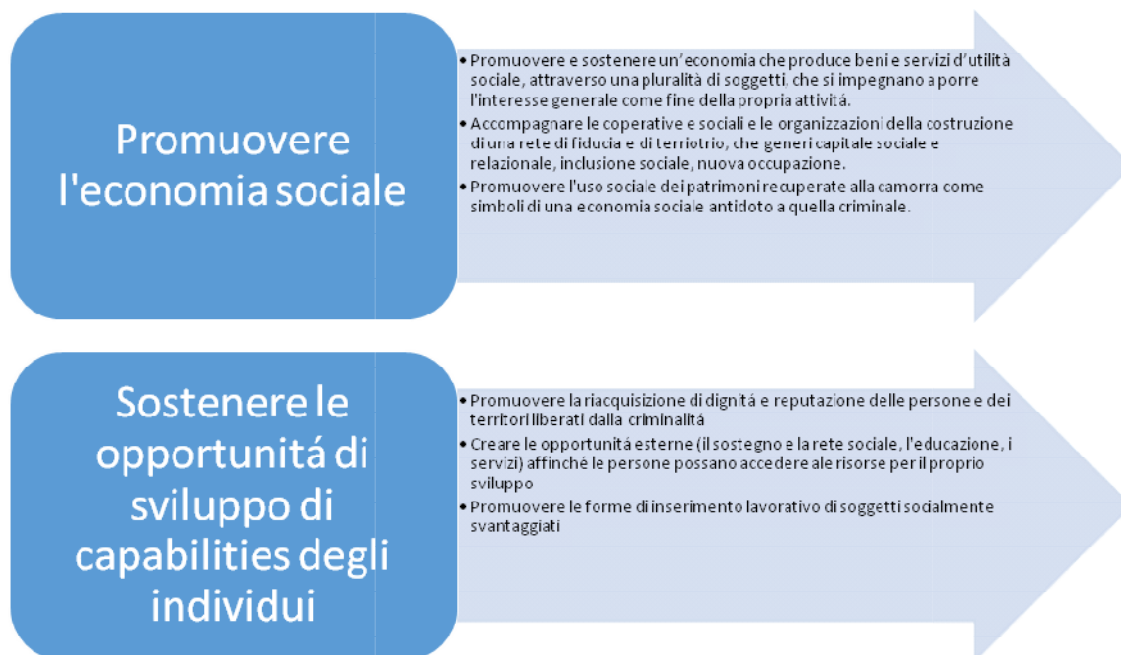 Promuovere
l'economia sociale
• Promuovere e sostenere un'economia che produce beni e servizi d'utilità
sociale, attraverso una pluralità di soggetti, che si impegnano a porre
l'interesse generale come fine della propria attivitá.
• Accompagnare le coperative e sociali e le organizzazioni della costruzione
di una rete di fiducia e di terriotrio, che generi capitale sociale e
relazionale, inclusione sociale, nuova occupazione.
• Promuovere l'uso sociale dei patrimoni recuperate alla camorra come
simboli di una economia sociale antidoto a quella criminale.
Sostenere le
opportunitá di
sviluppo di
capabilities degli
individui
• Promuovere la riacquisizione di dignitá e reputazione delle persone e dei
territori liberati dalla criminalitá
• Creare le opportunitá esterne (il sostegno e la rete sociale, l'educazione, i
servizi) affinché le persone possano accedere ale risorse per il proprio
sviluppo
• Promuovere le forme di inserimento lavorativo di soggetti socialmente
svantaggiati